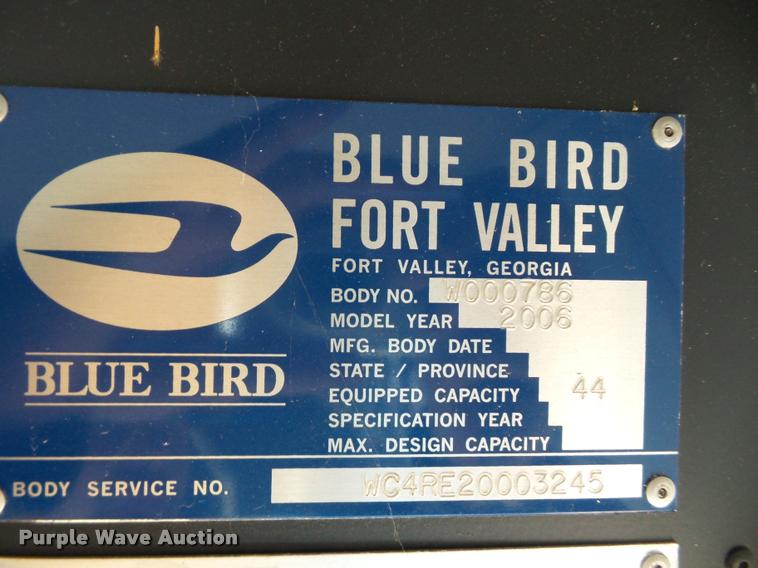 BLUE BIRD
FORT VALLEY
FORT VALLEY, GEORGIA
BODY NO. W000786
MODEL YEAR 2006
MFG. BODY DATE
STATE / PROVINCE
EQUIPPED CAPACITY 44
SPECIFICATION YEAR
MAX. DESIGN CAPACITY
BLUE BIRD
BODY SERVICE NO. WC4RE20003245
Purple Wave Auction